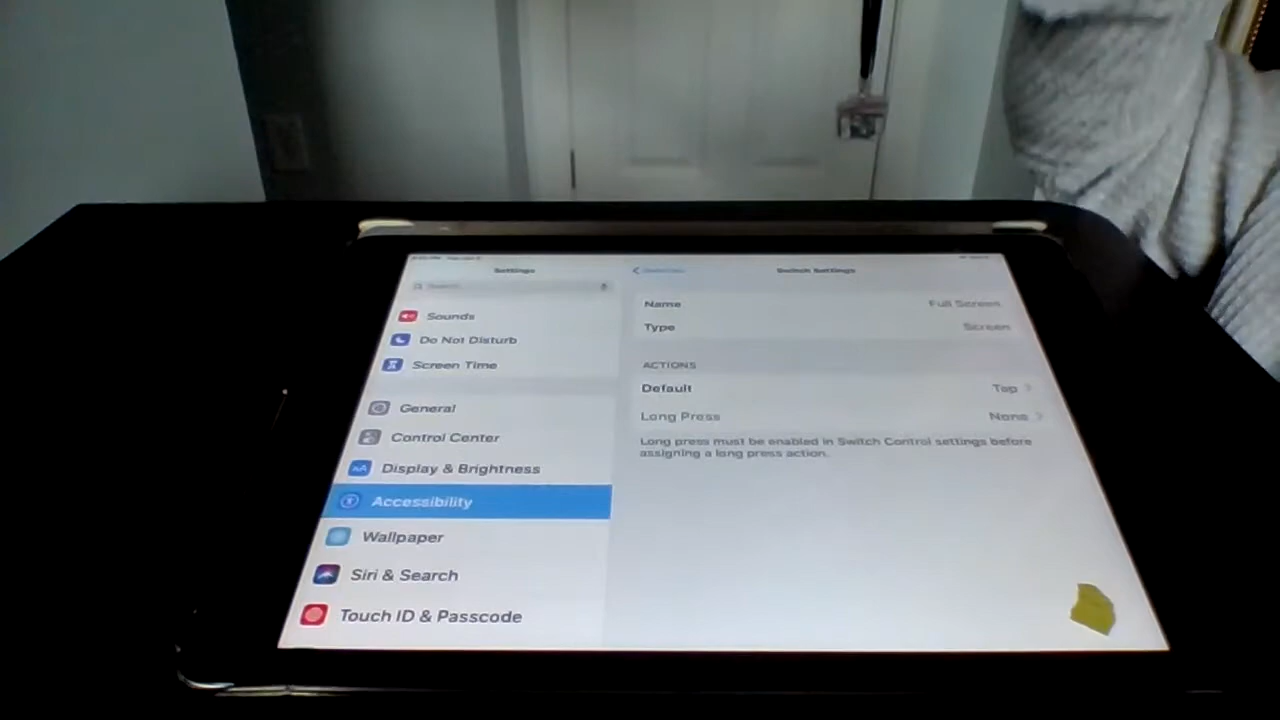 Settings
Switch Settings
Search
Name
Full Screen
Type
Screen
Sounds
Do Not Disturb
Screen Time
ACTIONS
Default
Tap
Long Press
None
Long press must be enabled in Switch Control settings before
assigning a long press action.
General
Control Center
Display & Brightness
AA
Accessibility
Wallpaper
Siri & Search
Touch ID & Passcode